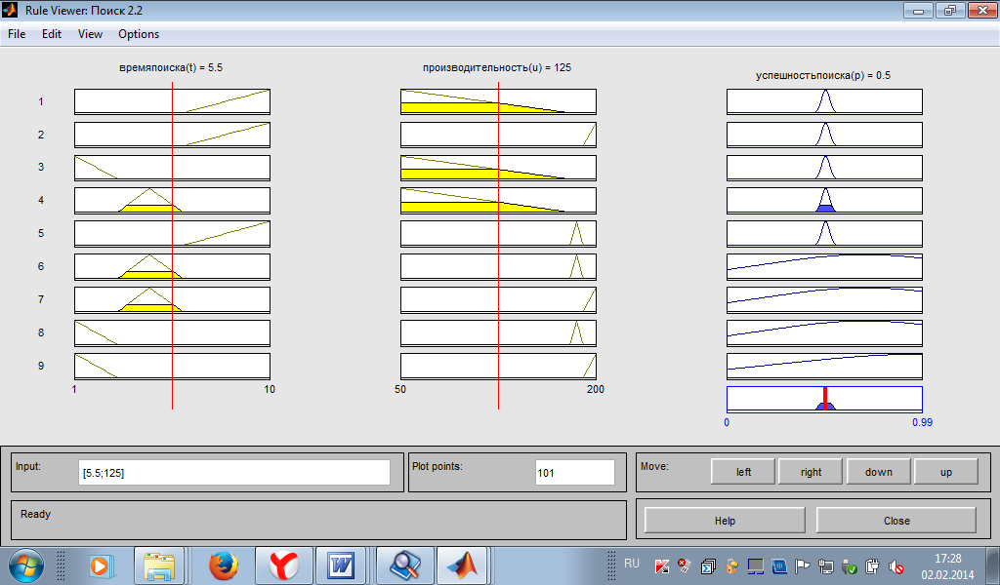 Rule Viewer: Поиск 2.2
File Edit View Options
времяпоиска(t) = 5.5
производительность(u) = 125
успешностьпоиска(p) = 0.5
1
2
3
4
5
6
7
8
9
1 10
50 200
0 0.99
Input:
[5.5;125]
Plot points:
101
Move:
left
right
down
up
Ready
Help
Close
RU
17:28
02.02.2014